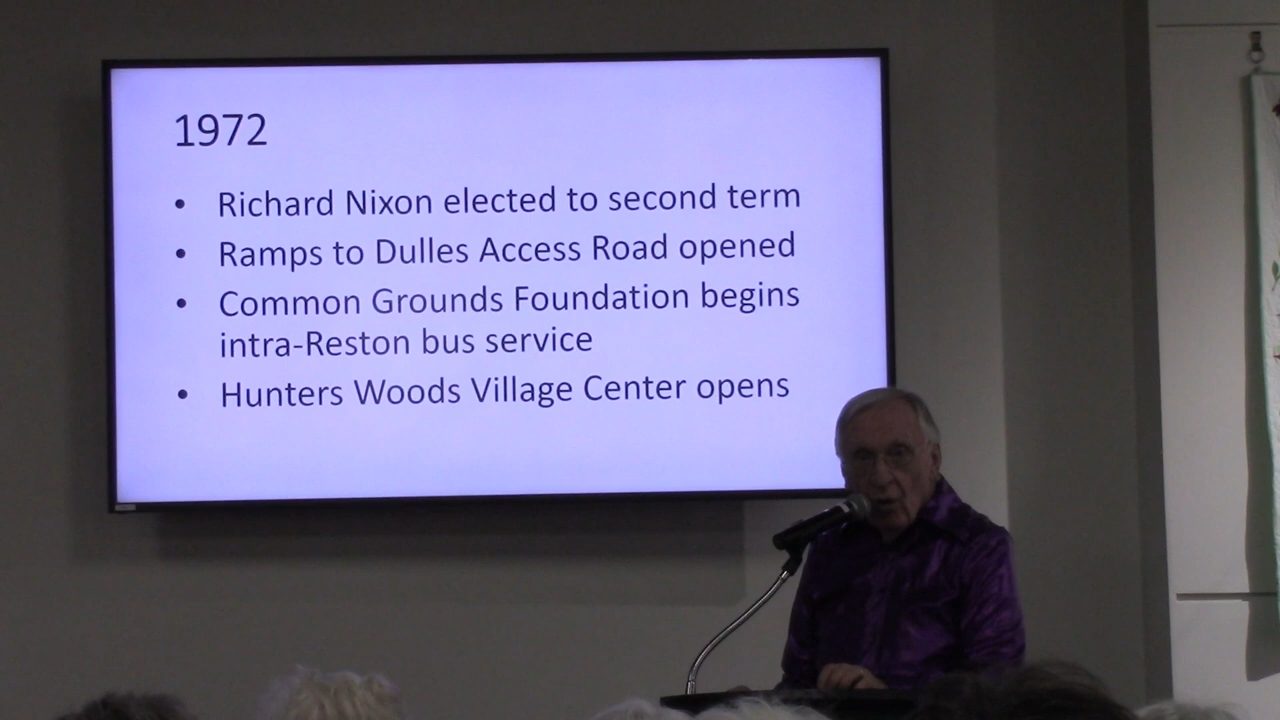 1972
• Richard Nixon elected to second term
• Ramps to Dulles Access Road opened
• Common Grounds Foundation begins
intra-Reston bus service
• Hunters Woods Village Center opens